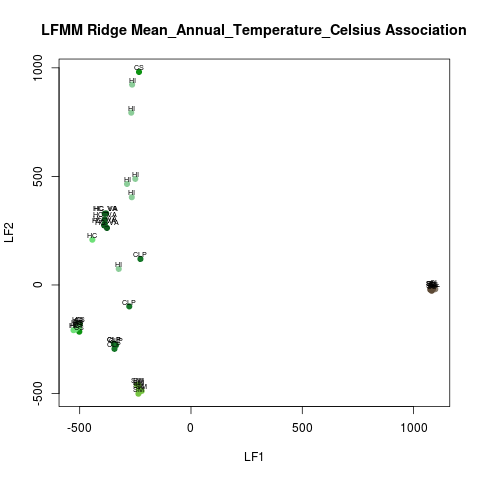 LFMM Ridge Mean_Annual_Temperature_Celsius Association
1000
CS
HI
HI
500
HI
HI
HI
HC_VA
HC
CLP
HI
LF2
0
CLP
-500
-500
0
500
1000
LF1